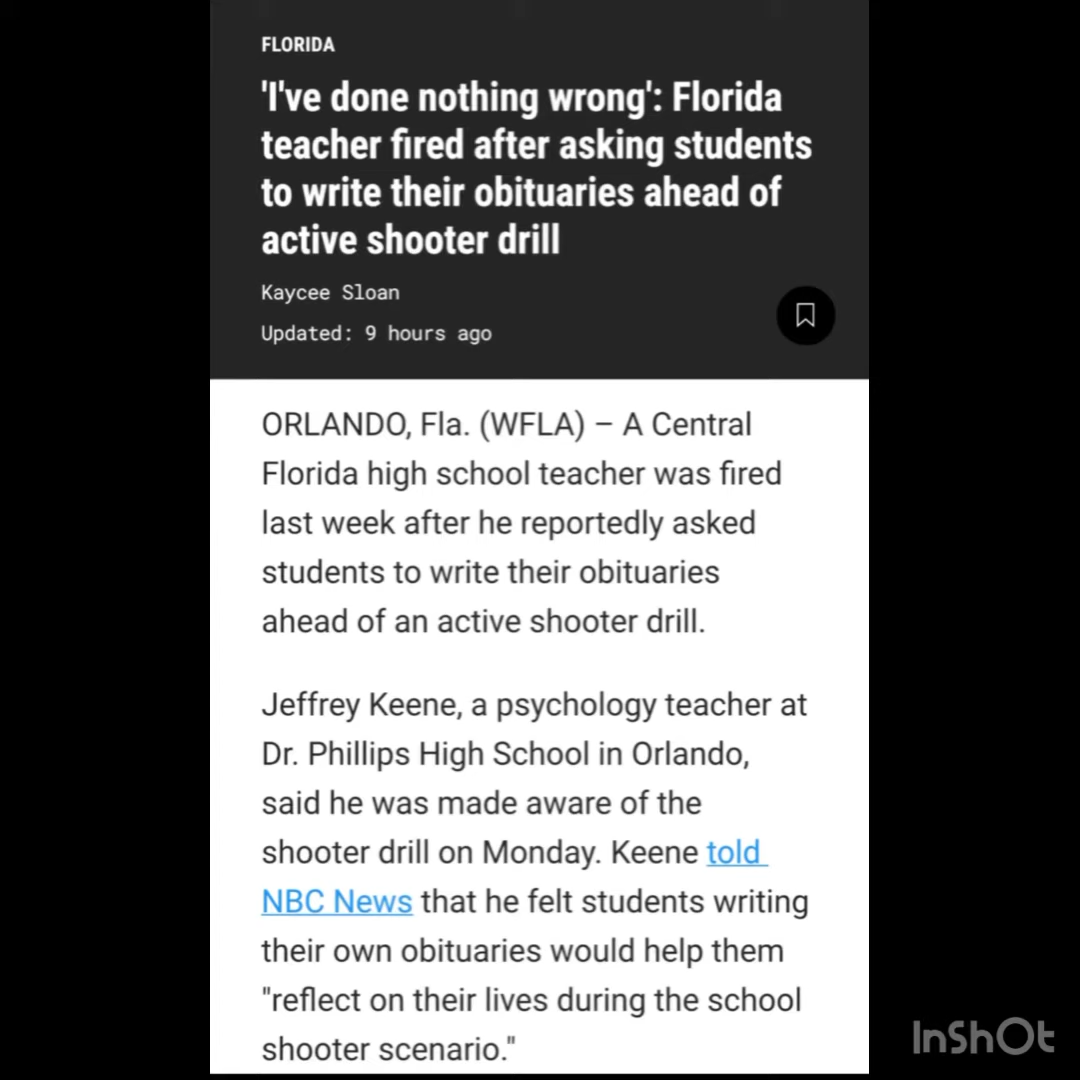 FLORIDA
'I've done nothing wrong': Florida
teacher fired after asking students
to write their obituaries ahead of
active shooter drill
Kaycee Sloan
Updated: 9 hours ago
ORLANDO, Fla. (WFLA) – A Central
Florida high school teacher was fired
last week after he reportedly asked
students to write their obituaries
ahead of an active shooter drill.
Jeffrey Keene, a psychology teacher at
Dr. Phillips High School in Orlando,
said he was made aware of the
shooter drill on Monday. Keene told
NBC News that he felt students writing
their own obituaries would help them
"reflect on their lives during the school
shooter scenario."
InShOt